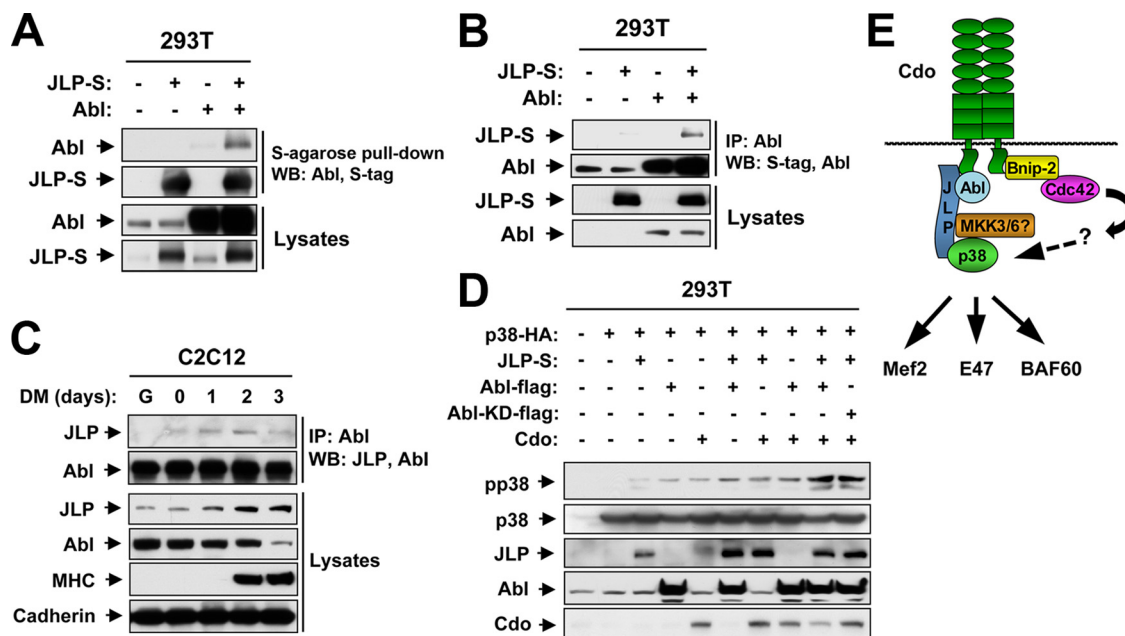 A
293T
JLP-S: - + - +
Abl: - - + +
Abl
JLP-S
S-agarose pull-down
WB: Abl, S-tag
Abl
JLP-S
Lysates
B
293T
JLP-S: - + - +
Abl: - - + +
JLP-S
Abl
IP: Abl
WB: S-tag, Abl
JLP-S
Abl
Lysates
C
C2C12
DM (days): G 0 1 2 3
JLP
Abl
IP: Abl
WB: JLP, Abl
JLP
Abl
MHC
Cadherin
Lysates
D
293T
p38-HA: - + + + + + + + + +
JLP-S: - - + - - + + - + +
Abl-flag: - - - + - + - + + -
Abl-KD-flag: - - - - - - - - - +
Cdo: - - - - + - + + + +
pp38
p38
JLP
Abl
Cdo
E
Cdo
Bnip-2
JLP
Abl
Cdc42
MKK3/6?
?
p38
Mef2 E47 BAF60